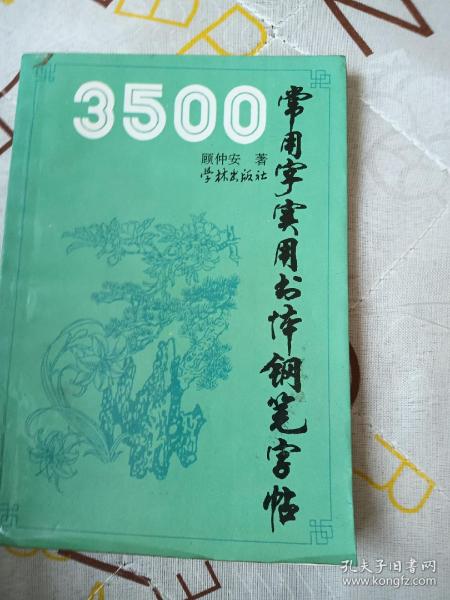 3500
常用字实用书体钢笔字帖
顾仲安 著
学林出版社
孔夫子旧书网
www.kongfz.com